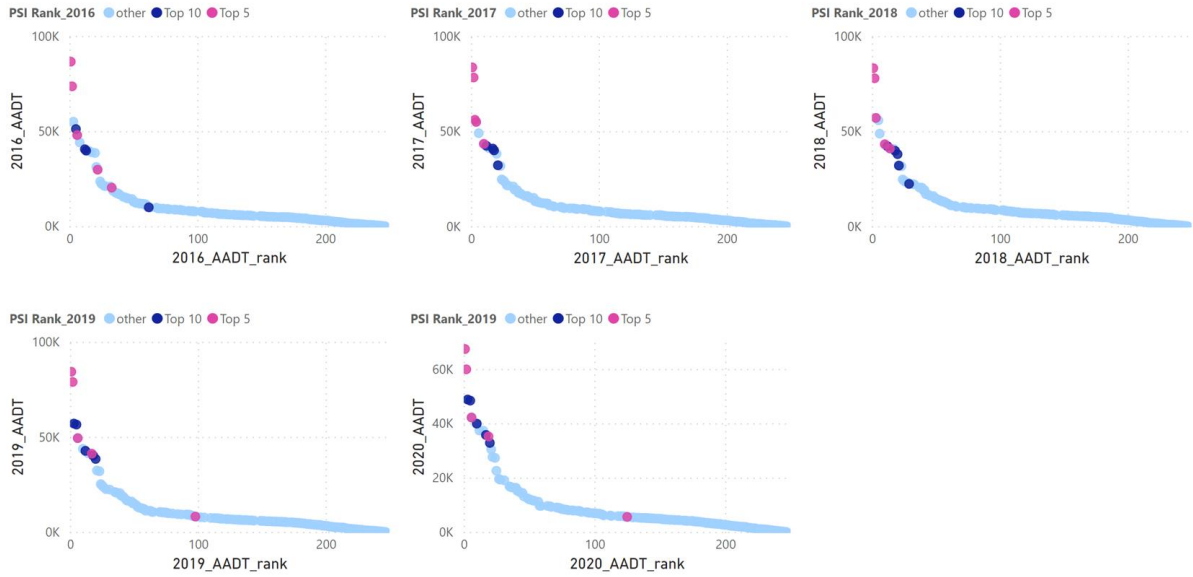 PSI Rank_2016 other Top 10 Top 5
100K
50K
0K
0 100 200
2016_AADT
2016_AADT_rank
PSI Rank_2017 other Top 10 Top 5
100K
50K
0K
0 100 200
2017_AADT
2017_AADT_rank
PSI Rank_2018 other Top 10 Top 5
100K
50K
0K
0 100 200
2018_AADT
2018_AADT_rank
PSI Rank_2019 other Top 10 Top 5
100K
50K
0K
0 100 200
2019_AADT
2019_AADT_rank
PSI Rank_2019 other Top 10 Top 5
60K
40K
20K
0K
0 100 200
2020_AADT
2020_AADT_rank